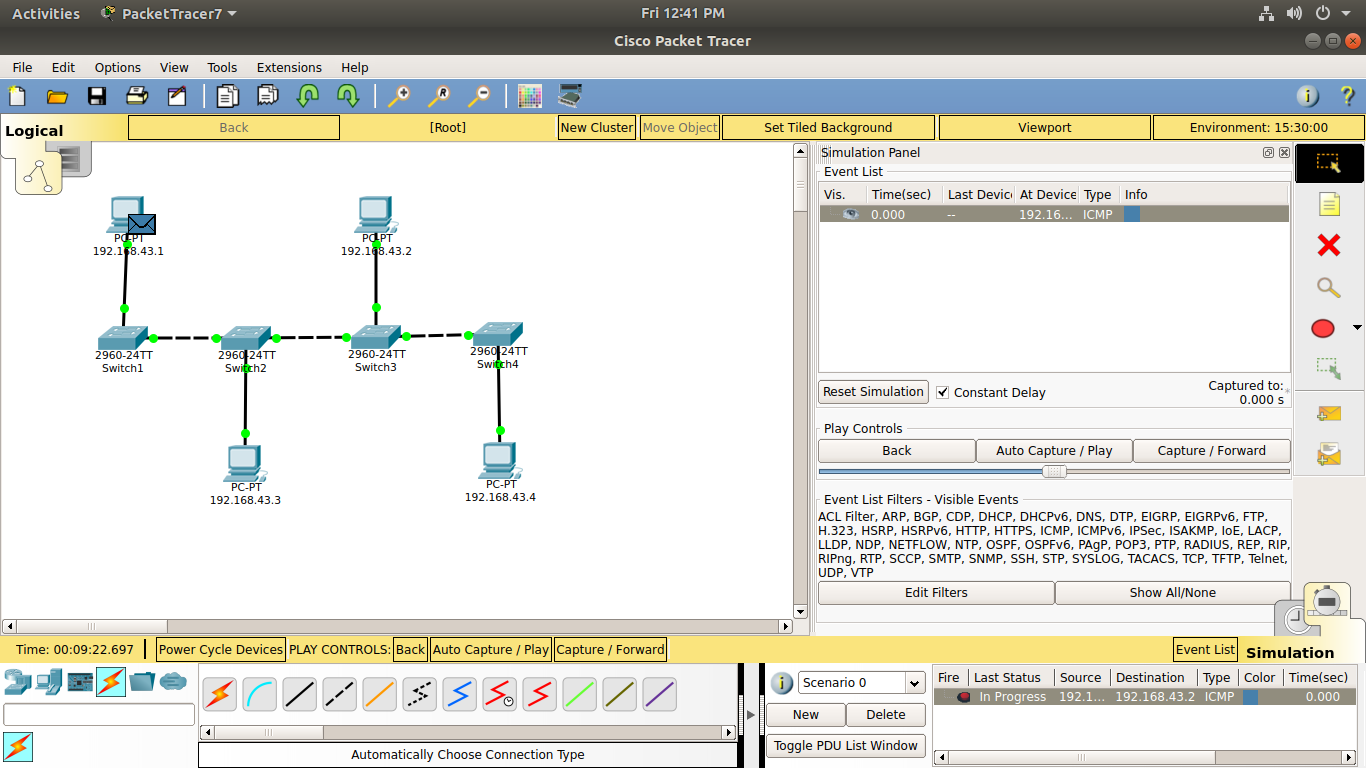 Activities PacketTracer7 Fri 12:41 PM
Cisco Packet Tracer
File Edit Options View Tools Extensions Help
Logical Back [Root] New Cluster Move Object Set Tiled Background Viewport Environment: 15:30:00
PC-PT
192.168.43.1
PC-PT
192.168.43.2
2960-24TT
Switch1
2960-24TT
Switch2
2960-24TT
Switch3
2960-24TT
Switch4
PC-PT
192.168.43.3
PC-PT
192.168.43.4
Simulation Panel
Event List
Vis. Time(sec) Last Devic At Device Type Info
0.000 -- 192.16... ICMP
Reset Simulation Constant Delay Captured to:
0.000 s
Play Controls
Back Auto Capture / Play Capture / Forward
Event List Filters - Visible Events
ACL Filter, ARP, BGP, CDP, DHCP, DHCPv6, DNS, DTP, EIGRP, EIGRPv6, FTP,
H.323, HSRP, HSRPv6, HTTP, HTTPS, ICMP, ICMPv6, IPSec, ISAKMP, IoE, LACP,
LLDP, NDP, NETFLOW, NTP, OSPF, OSPFv6, PAgP, POP3, PTP, RADIUS, REP, RIP,
RIPng, RTP, SCCP, SMTP, SNMP, SSH, STP, SYSLOG, TACACS, TCP, TFTP, Telnet,
UDP, VTP
Edit Filters Show All/None
Time: 00:09:22.697 Power Cycle Devices PLAY CONTROLS: Back Auto Capture / Play Capture / Forward Event List Simulation
Automatically Choose Connection Type
Scenario 0
New Delete
Toggle PDU List Window
Fire Last Status Source Destination Type Color Time(sec)
In Progress 192.1... 192.168.43.2 ICMP 0.000